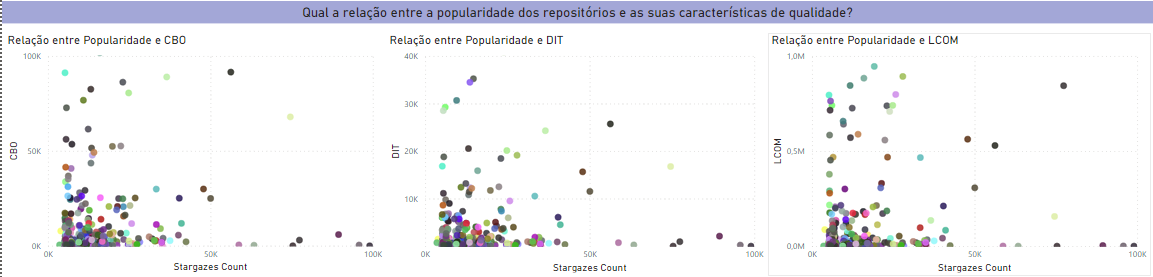 Qual a relação entre a popularidade dos repositórios e as suas características de qualidade?
Relação entre Popularidade e CBO
100K
50K
0K
CBO
0K
50K
100K
Stargazes Count
Relação entre Popularidade e DIT
40K
30K
20K
10K
0K
DIT
0K
50K
100K
Stargazes Count
Relação entre Popularidade e LCOM
1,0M
0,5M
0,0M
LCOM
0K
50K
100K
Stargazes Count